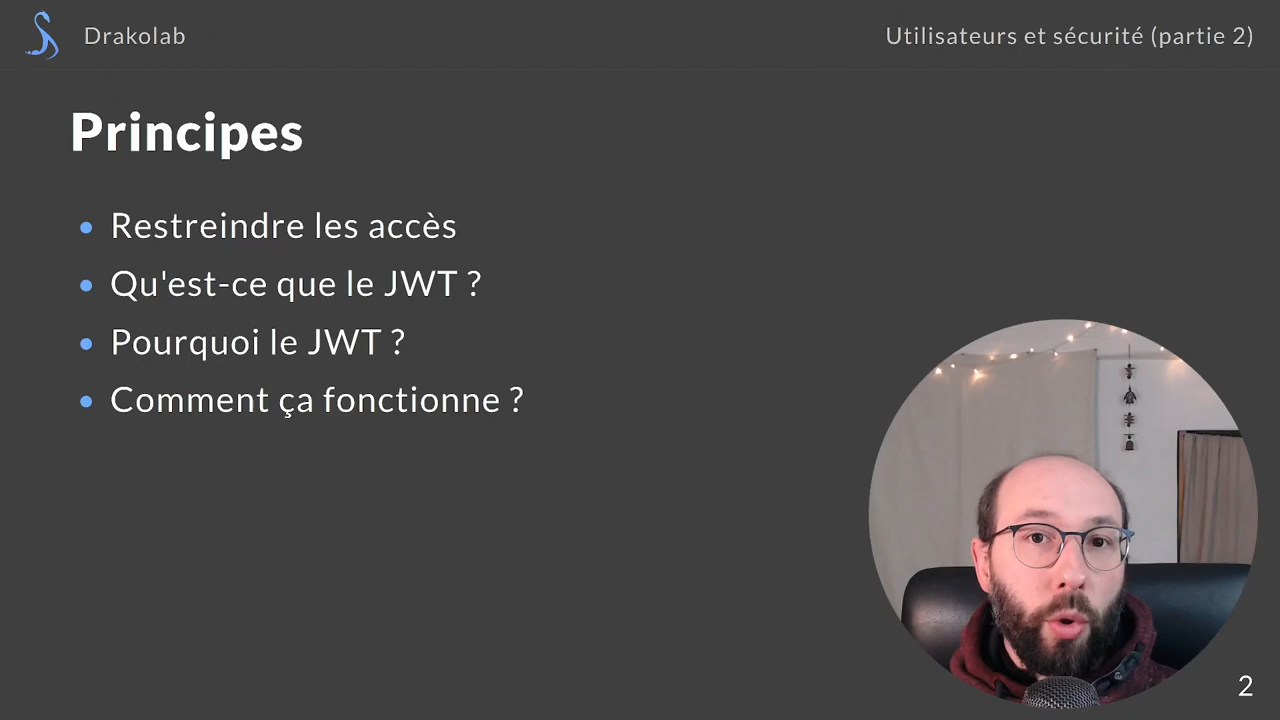 Drakolab
Utilisateurs et sécurité (partie 2)
Principes
Restreindre les accès
Qu'est-ce que le JWT ?
Pourquoi le JWT ?
Comment ça fonctionne ?
2